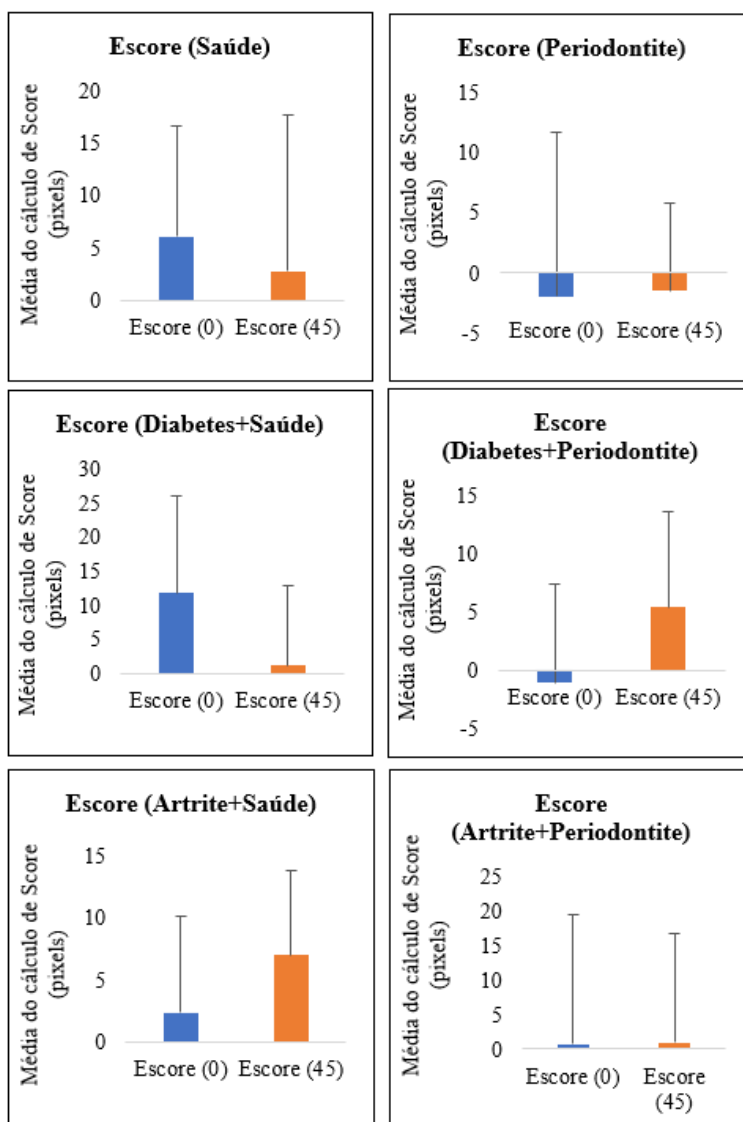 Escore (Saúde)
Média do cálculo de Score
(pixels)
20
15
10
5
0
Escore (0)
Escore (45)
Escore (Periodontite)
Média do cálculo de Score
(pixels)
15
10
5
0
-5
Escore (0)
Escore (45)
Escore (Diabetes+Saúde)
Média do cálculo de Score
(pixels)
30
25
20
15
10
5
0
Escore (0)
Escore (45)
Escore
(Diabetes+Periodontite)
Média do cálculo de Score
(pixels)
15
10
5
0
-5
Escore (0)
Escore (45)
Escore (Artrite+Saúde)
Média do cálculo de Score
(pixels)
15
10
5
0
Escore (0)
Escore (45)
Escore
(Artrite+Periodontite)
Média do cálculo de Score
(pixels)
25
20
15
10
5
0
Escore (0)
Escore
(45)